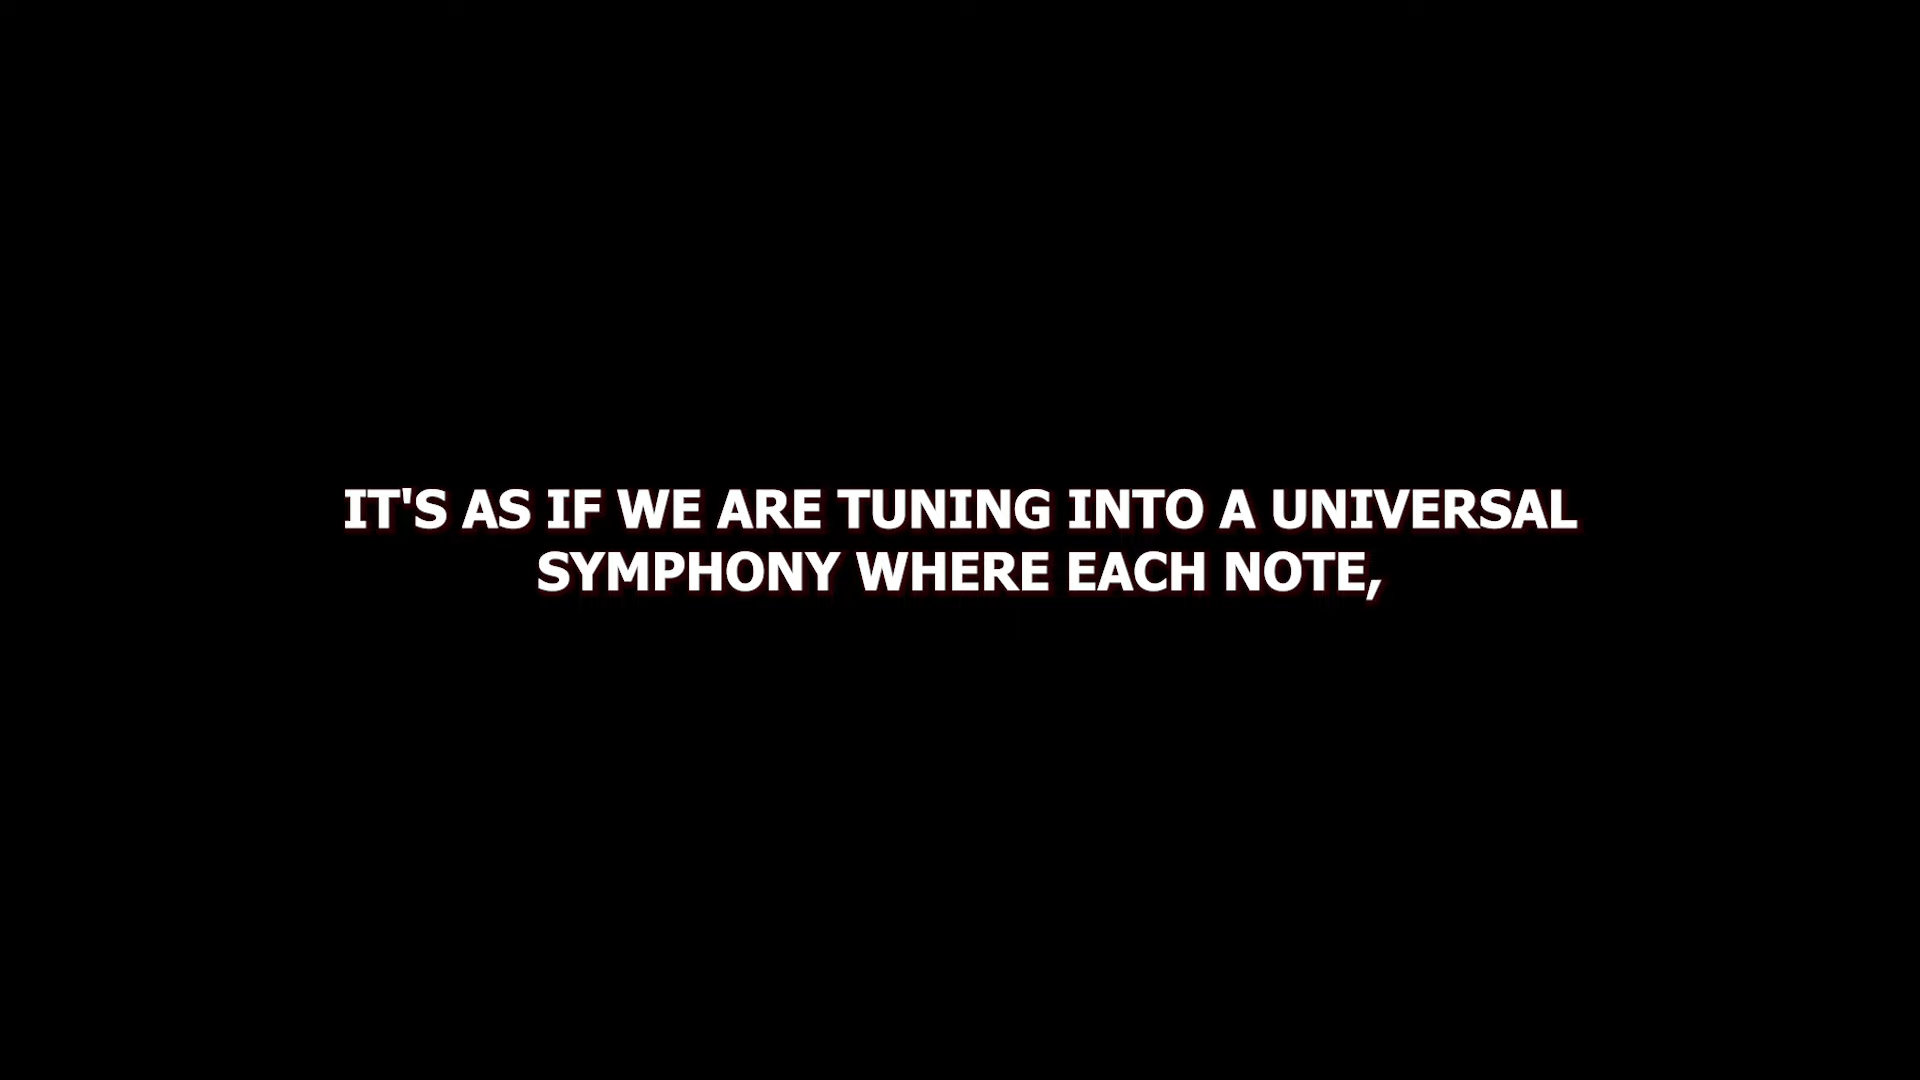 IT'S AS IF WE ARE TUNING INTO A UNIVERSAL
SYMPHONY WHERE EACH NOTE,